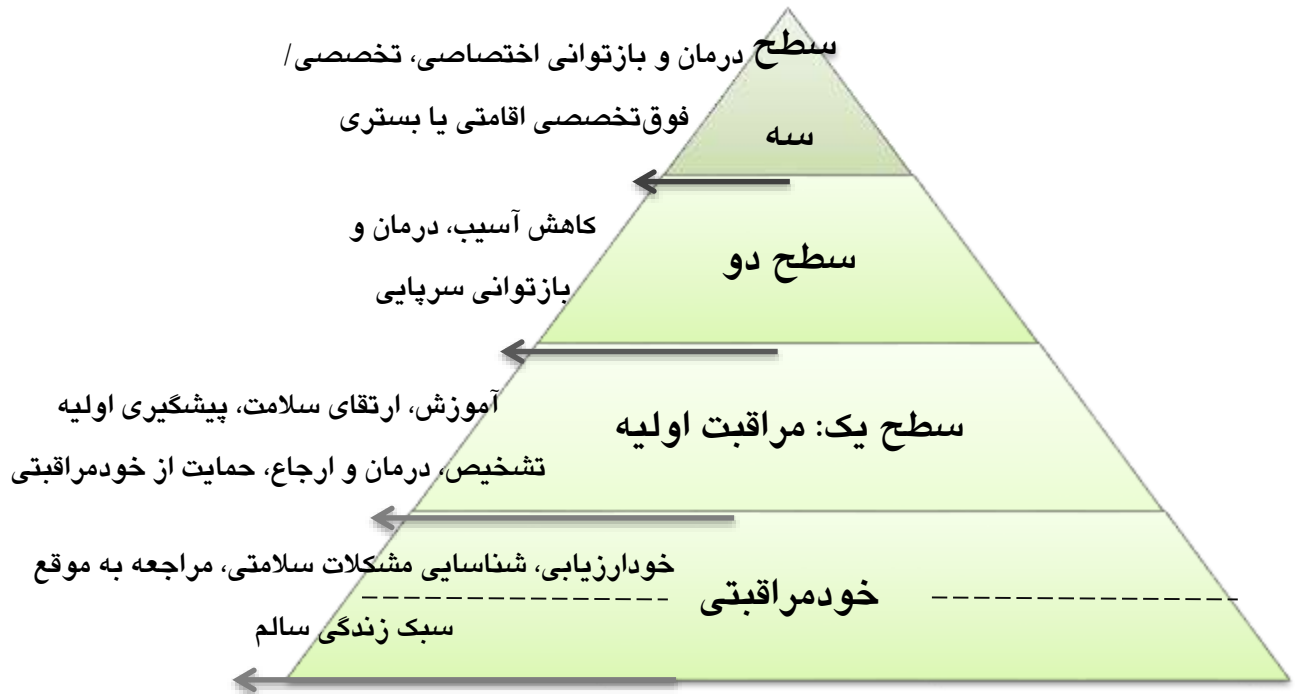 سطح
سه
درمان و بازتوانی اختصاصی، تخصصی/
فوق‌تخصصی اقامتی یا بستری
سطح دو
کاهش آسیب، درمان و
بازتوانی سرپایی
سطح یک: مراقبت اولیه
آموزش، ارتقای سلامت، پیشگیری اولیه
تشخیص، درمان و ارجاع، حمایت از خودمراقبتی
خودمراقبتی
خودارزیابی، شناسایی مشکلات سلامتی، مراجعه به موقع
سبک زندگی سالم